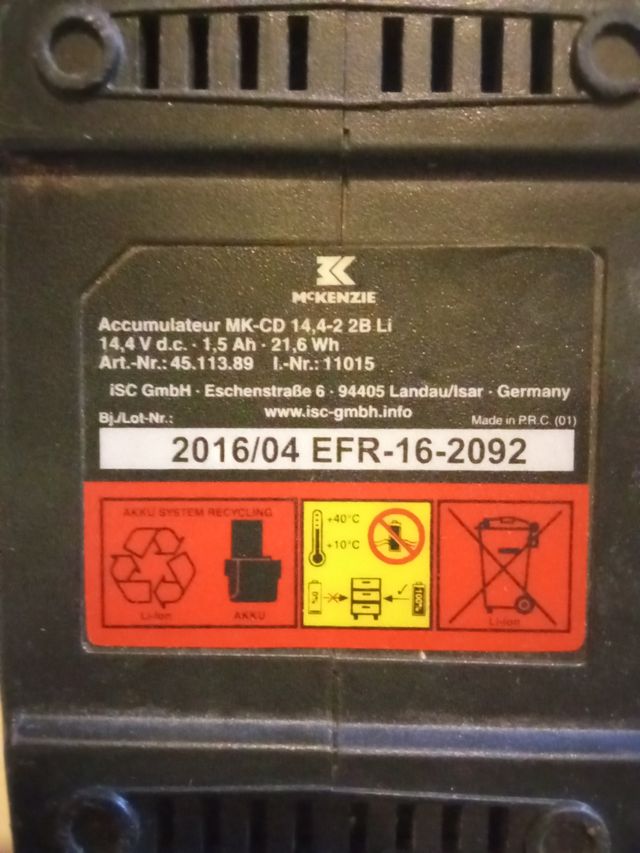 McKENZIE
Accumulateur MK-CD 14,4-2 2B Li
14,4 V d.c. · 1,5 Ah · 21,6 Wh
Art.-Nr.: 45.113.89 I.-Nr.: 11015
iSC GmbH · Eschenstraße 6 · 94405 Landau/Isar · Germany
Bj./Lot-Nr.: www.isc-gmbh.info Made in P.R.C. (01)
2016/04 EFR-16-2092
AKKU SYSTEM RECYCLING
+40°C
+10°C
100%
Li-Ion AKKU Li-Ion